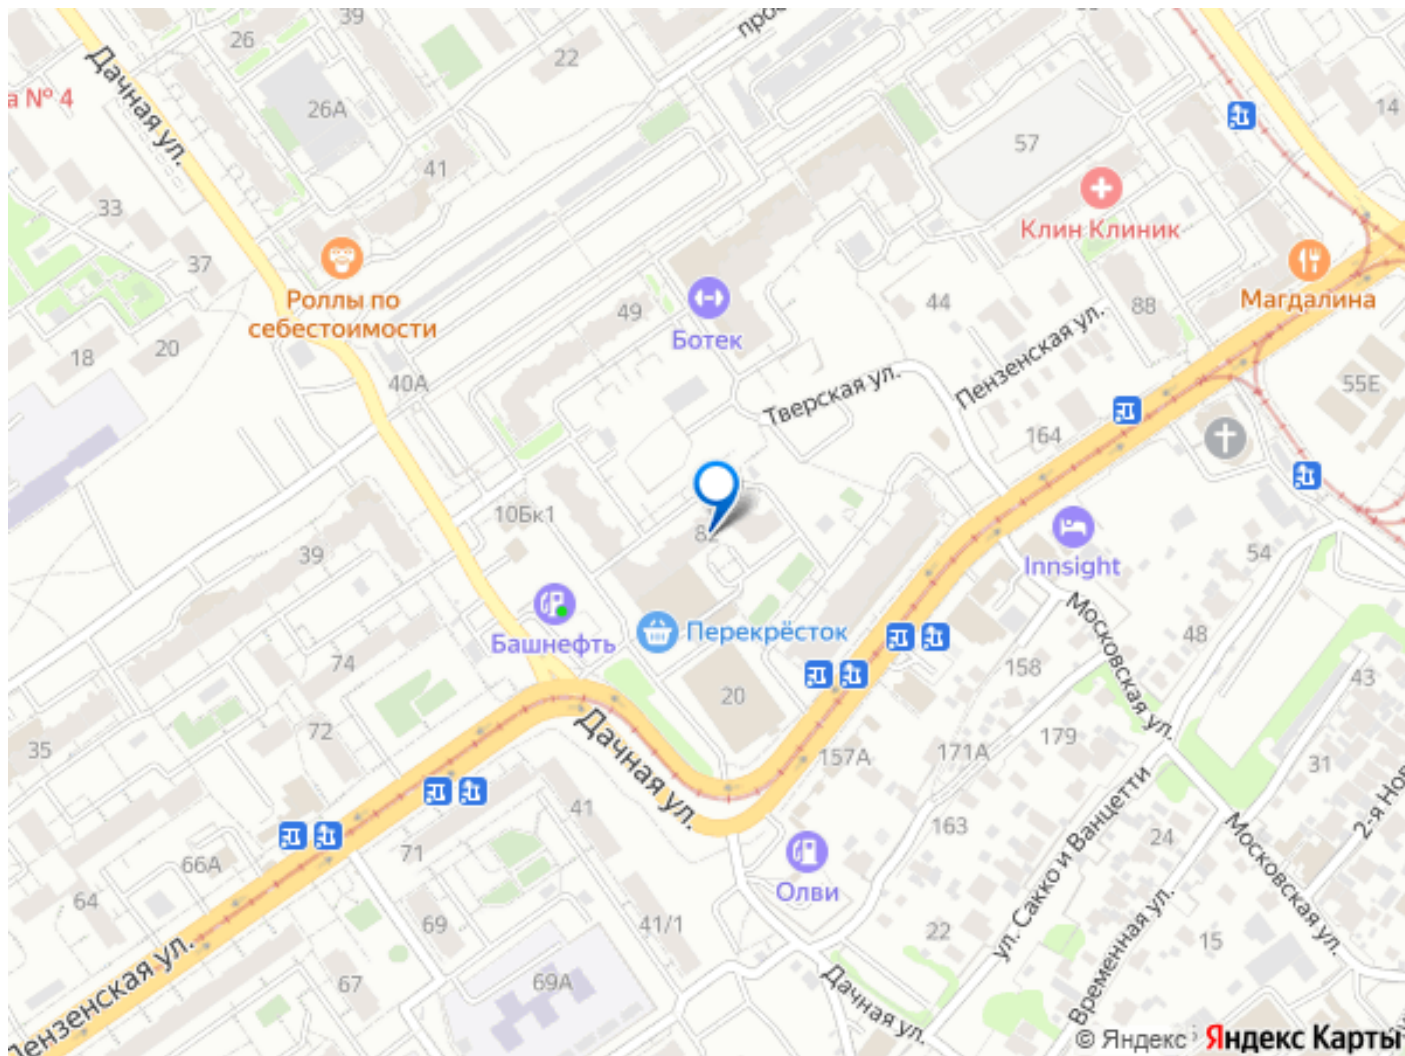 39
26
22
14
а № 4
Дачная ул.
26А
57
41
33
Клин Клиник
37
Роллы по
себестоимости
49
Ботек
44
88
Магдалина
18
20
40А
Пензенская ул.
Тверская ул.
55Е
164
10Бк1
82
39
Innsight
54
Башнефть
Перекрёсток
Московская ул.
48
74
158
20
43
72
35
Дачная ул.
157А
171А
179
31
41
163
24
2-я Нов
71
66А
Олви
ул. Сакко и Ванцетти
Московская ул.
64
69
41/1
22
15
Пензенская ул.
67
69А
Дачная ул.
Временная ул.
© Яндекс
Яндекс Карты